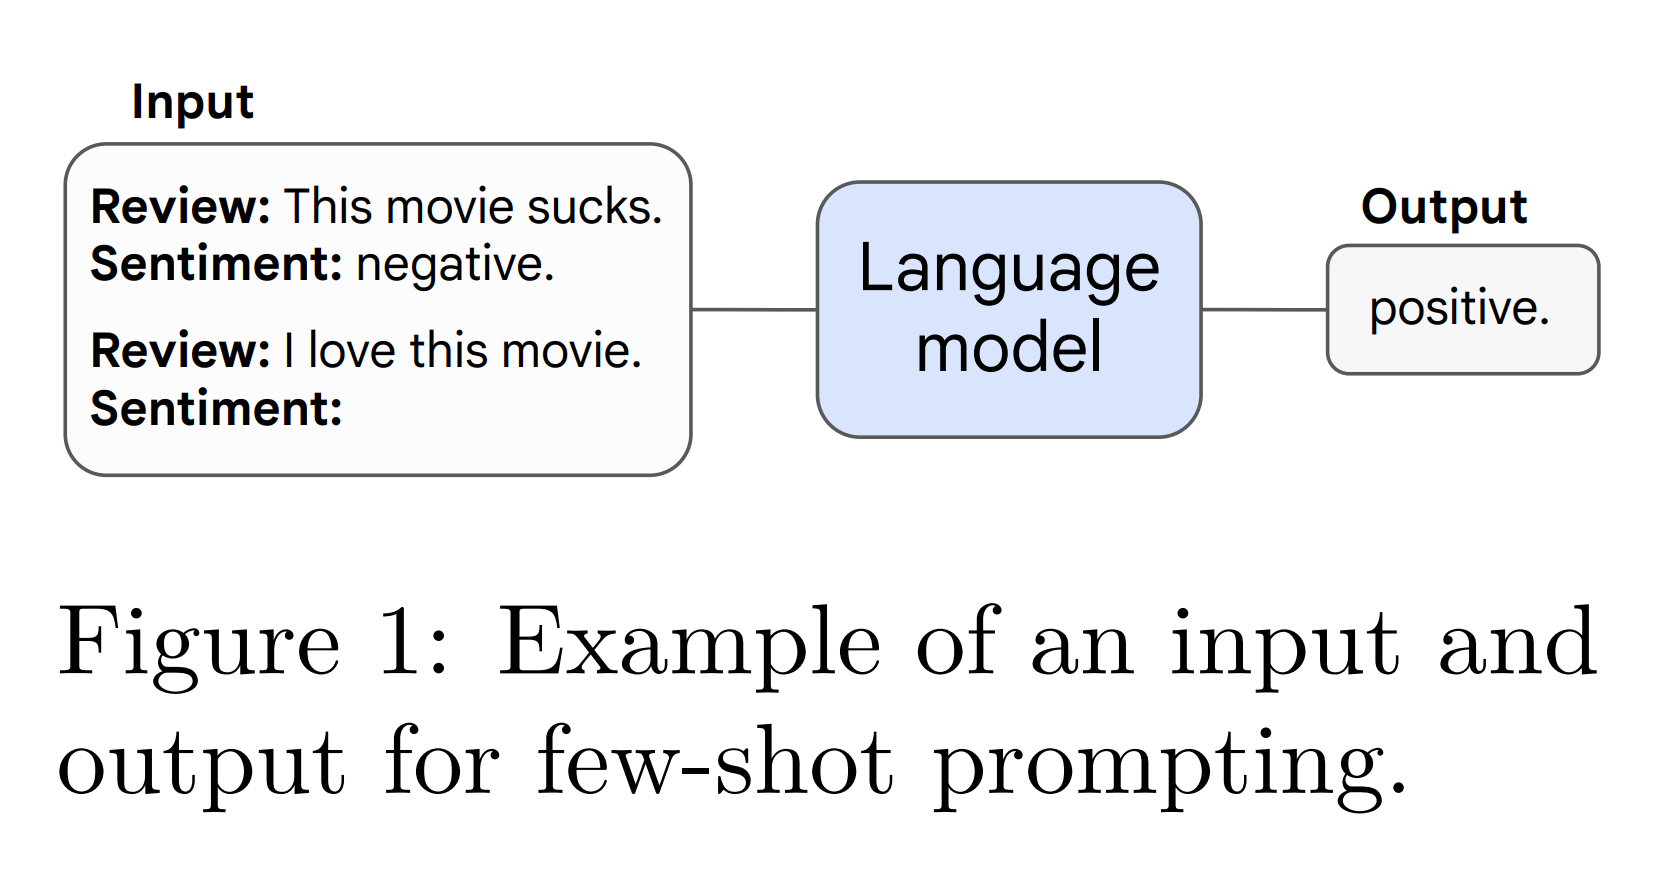 Input
Review: This movie sucks.
Sentiment: negative.
Review: I love this movie.
Sentiment:
Language
model
Output
positive.
Figure 1: Example of an input and
output for few-shot prompting.